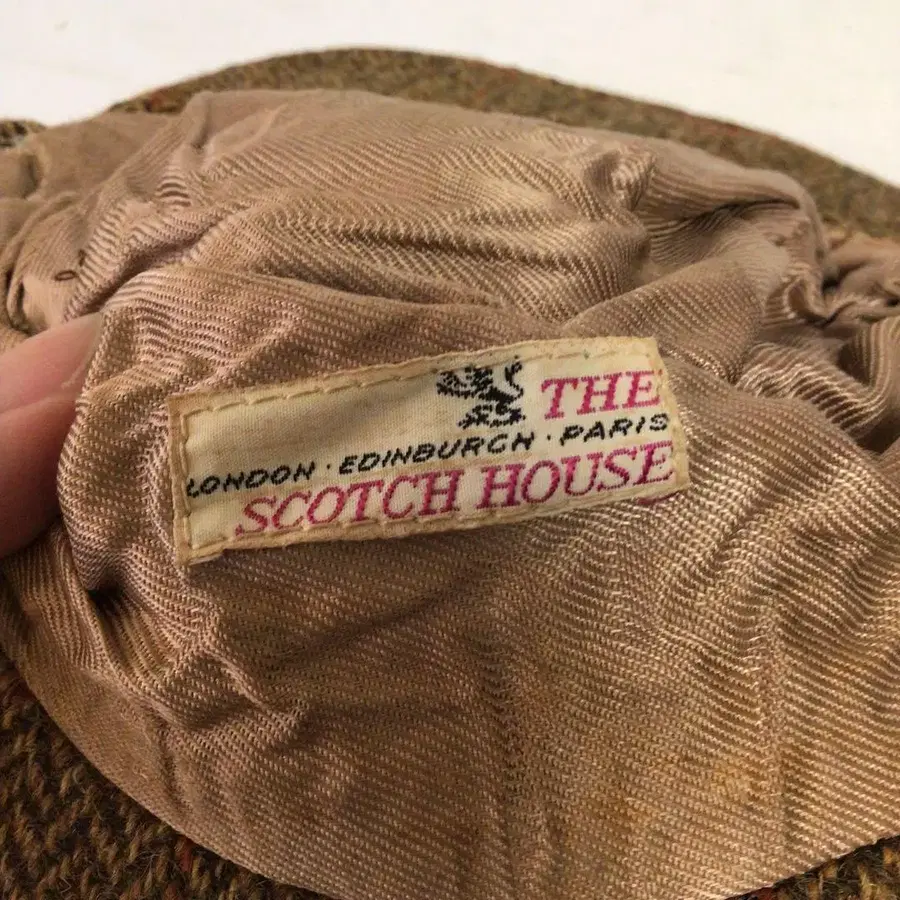 THE
LONDON · EDINBURGH · PARIS
SCOTCH HOUSE